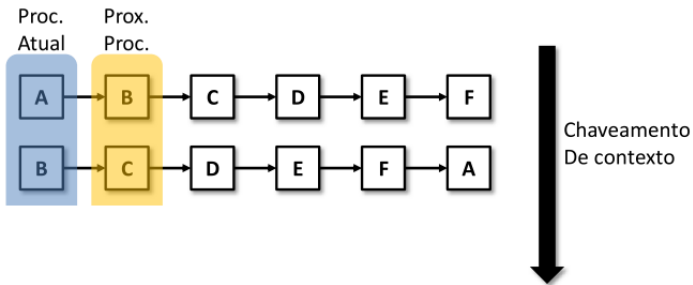 Proc.
Atual
Prox.
Proc.
A B C D E F
B C D E F A
Chaveamento
De contexto